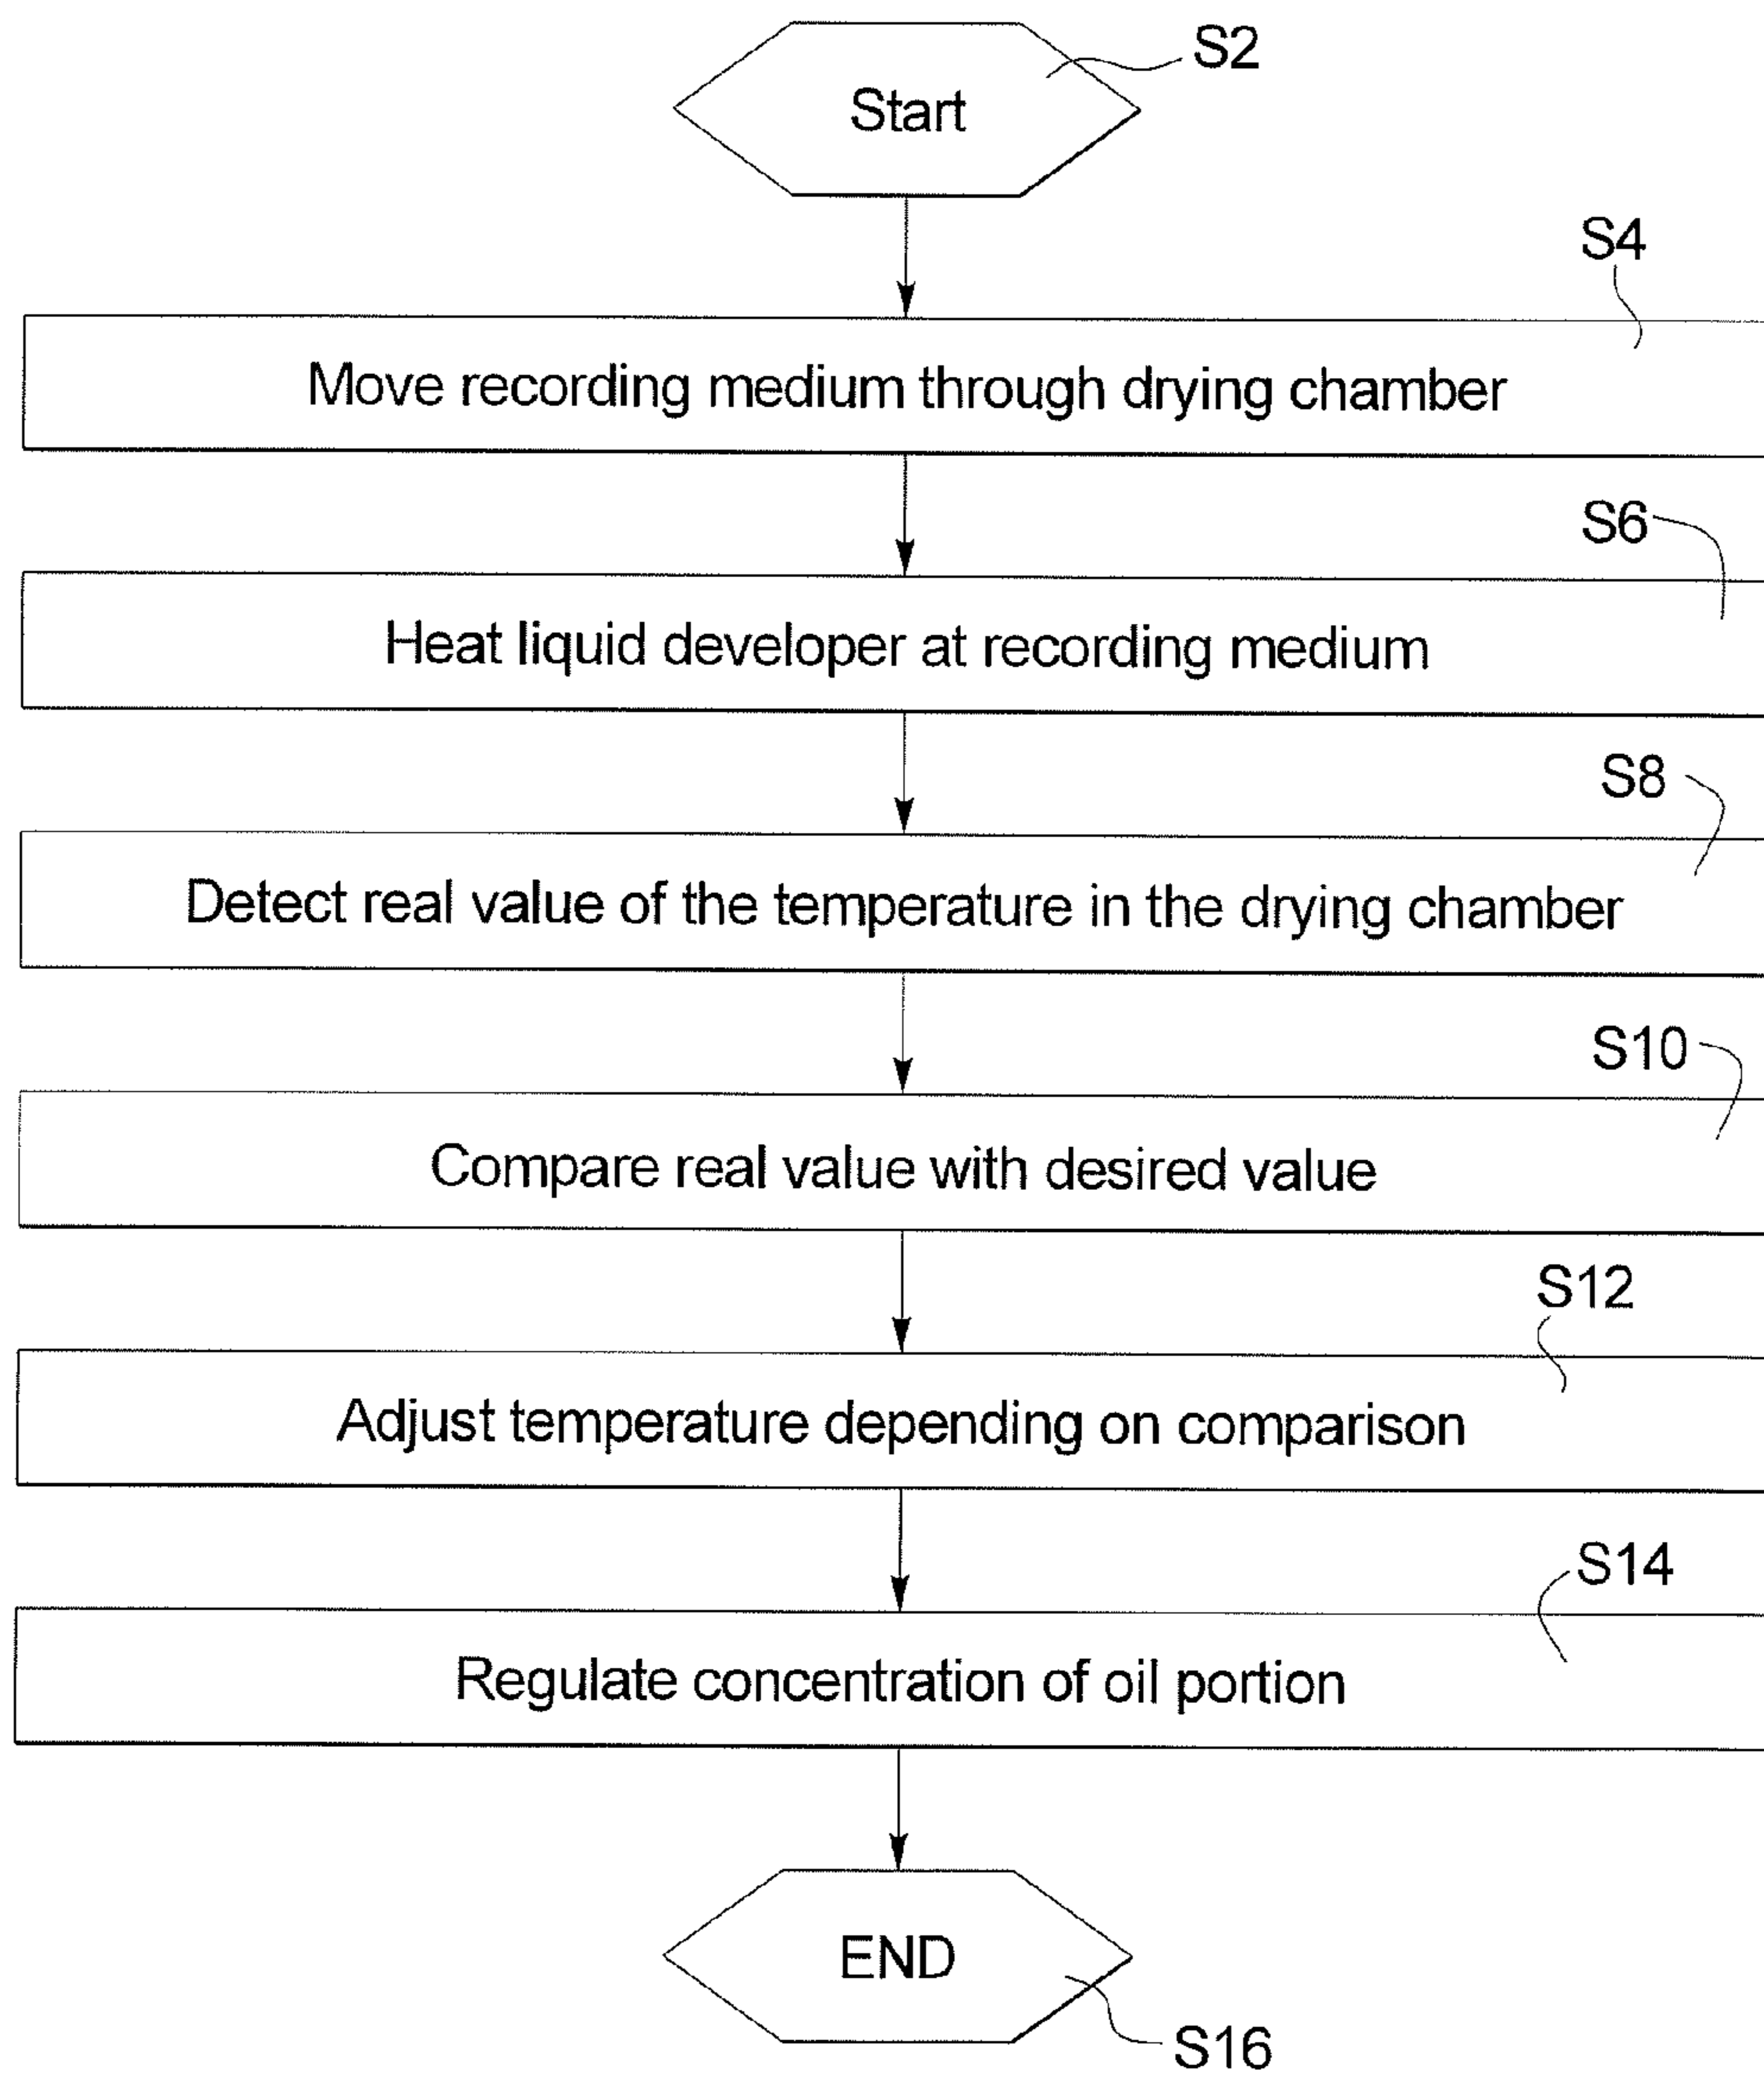 S2
Start
S4
Move recording medium through drying chamber
S6
Heat liquid developer at recording medium
S8
Detect real value of the temperature in the drying chamber
S10
Compare real value with desired value
S12
Adjust temperature depending on comparison
S14
Regulate concentration of oil portion
END
S16